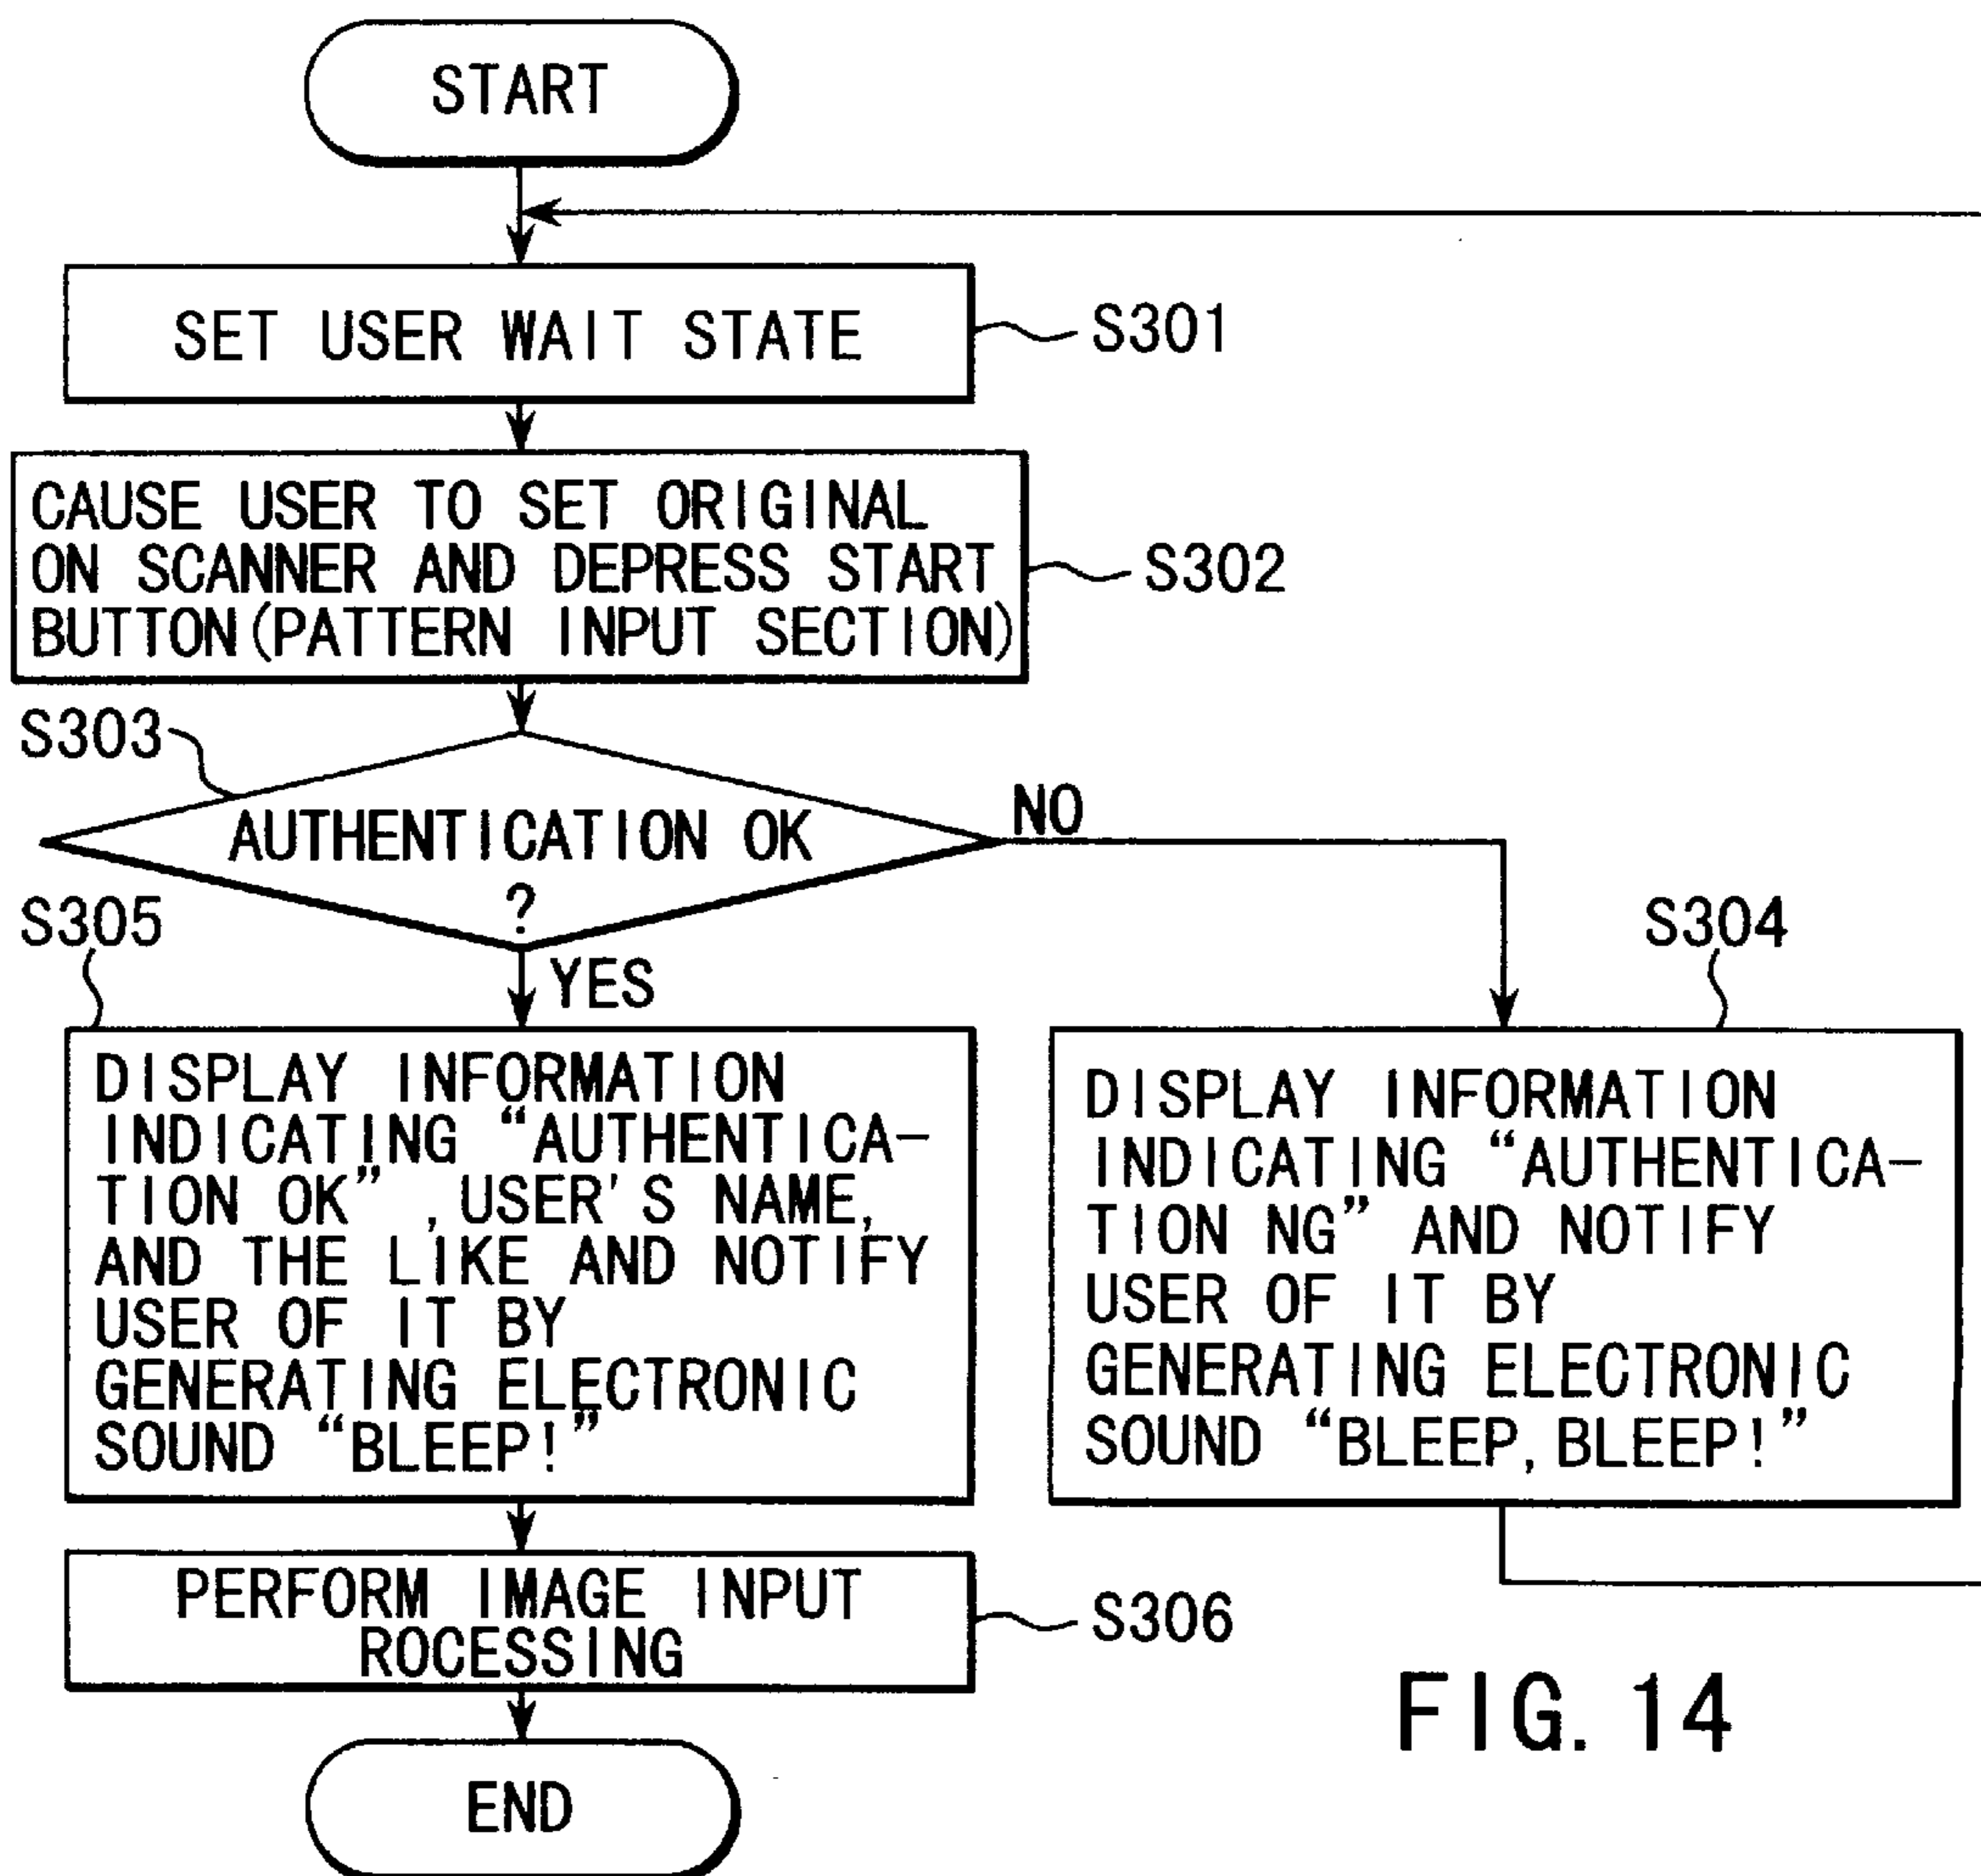 START
SET USER WAIT STATE
S301
CAUSE USER TO SET ORIGINAL
ON SCANNER AND DEPRESS START
BUTTON(PATTERN INPUT SECTION)
S302
S303
AUTHENTICATION OK
?
NO
YES
S305
DISPLAY INFORMATION
INDICATING “AUTHENTICA-
TION OK” ,USER'S NAME,
AND THE LIKE AND NOTIFY
USER OF IT BY
GENERATING ELECTRONIC
SOUND “BLEEP!”
S304
DISPLAY INFORMATION
INDICATING “AUTHENTICA-
TION NG” AND NOTIFY
USER OF IT BY
GENERATING ELECTRONIC
SOUND “BLEEP,BLEEP!”
PERFORM IMAGE INPUT
ROCESSING
S306
END
FIG. 14